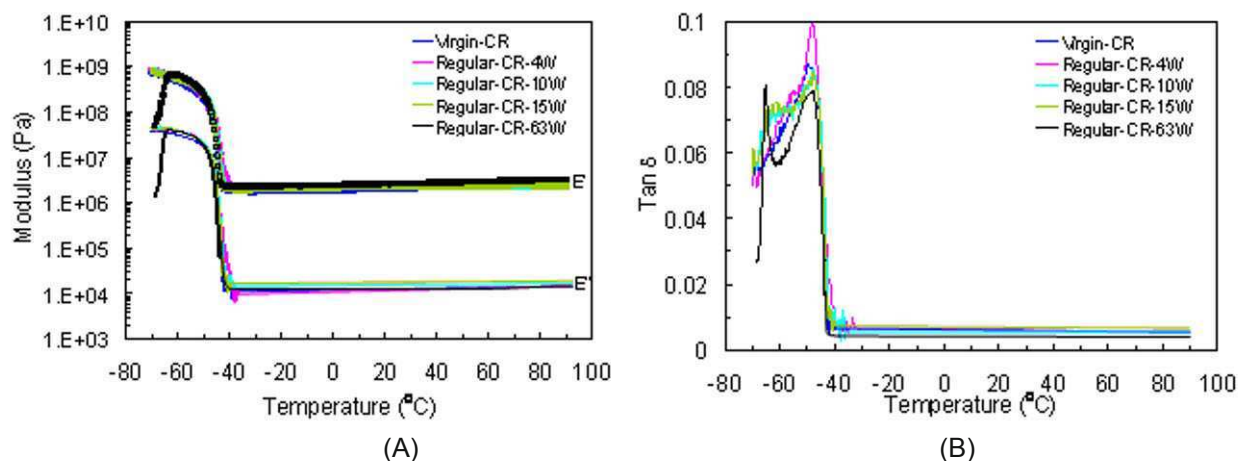 1.E+10
1.E+09
1.E+08
1.E+07
1.E+06
1.E+05
1.E+04
1.E+03
Modulus (Pa)
Virgin-CR
Regular-CR-4W
Regular-CR-10W
Regular-CR-15W
Regular-CR-63W
E'
E"
-80 -60 -40 -20 0 20 40 60 80 100
Temperature (°C)
(A)
0.1
0.08
0.06
0.04
0.02
0
Tan δ
Virgin-CR
Regular-CR-4W
Regular-CR-10W
Regular-CR-15W
Regular-CR-63W
-80 -60 -40 -20 0 20 40 60 80 100
Temperature (°C)
(B)